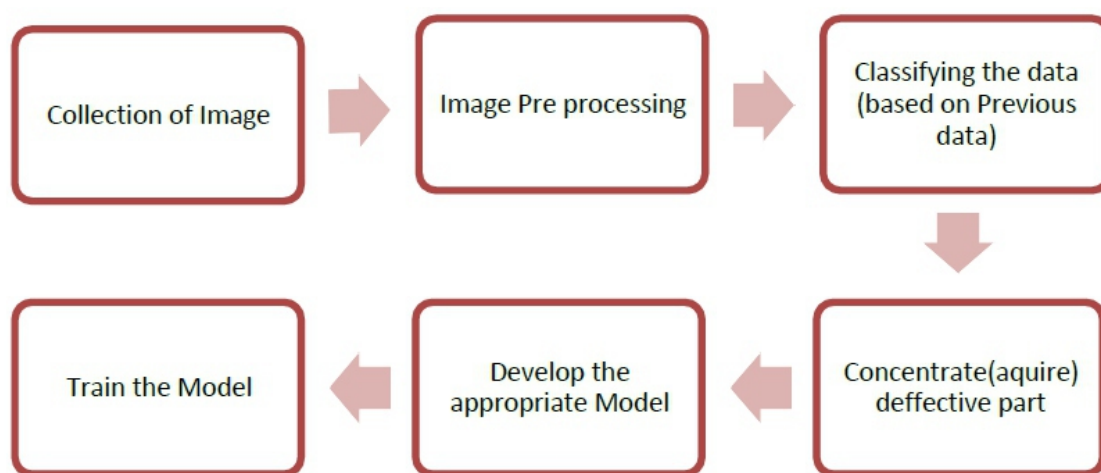 Collection of Image
Image Pre processing
Classifying the data
(based on Previous
data)
Concentrate(aquire)
deffective part
Develop the
appropriate Model
Train the Model